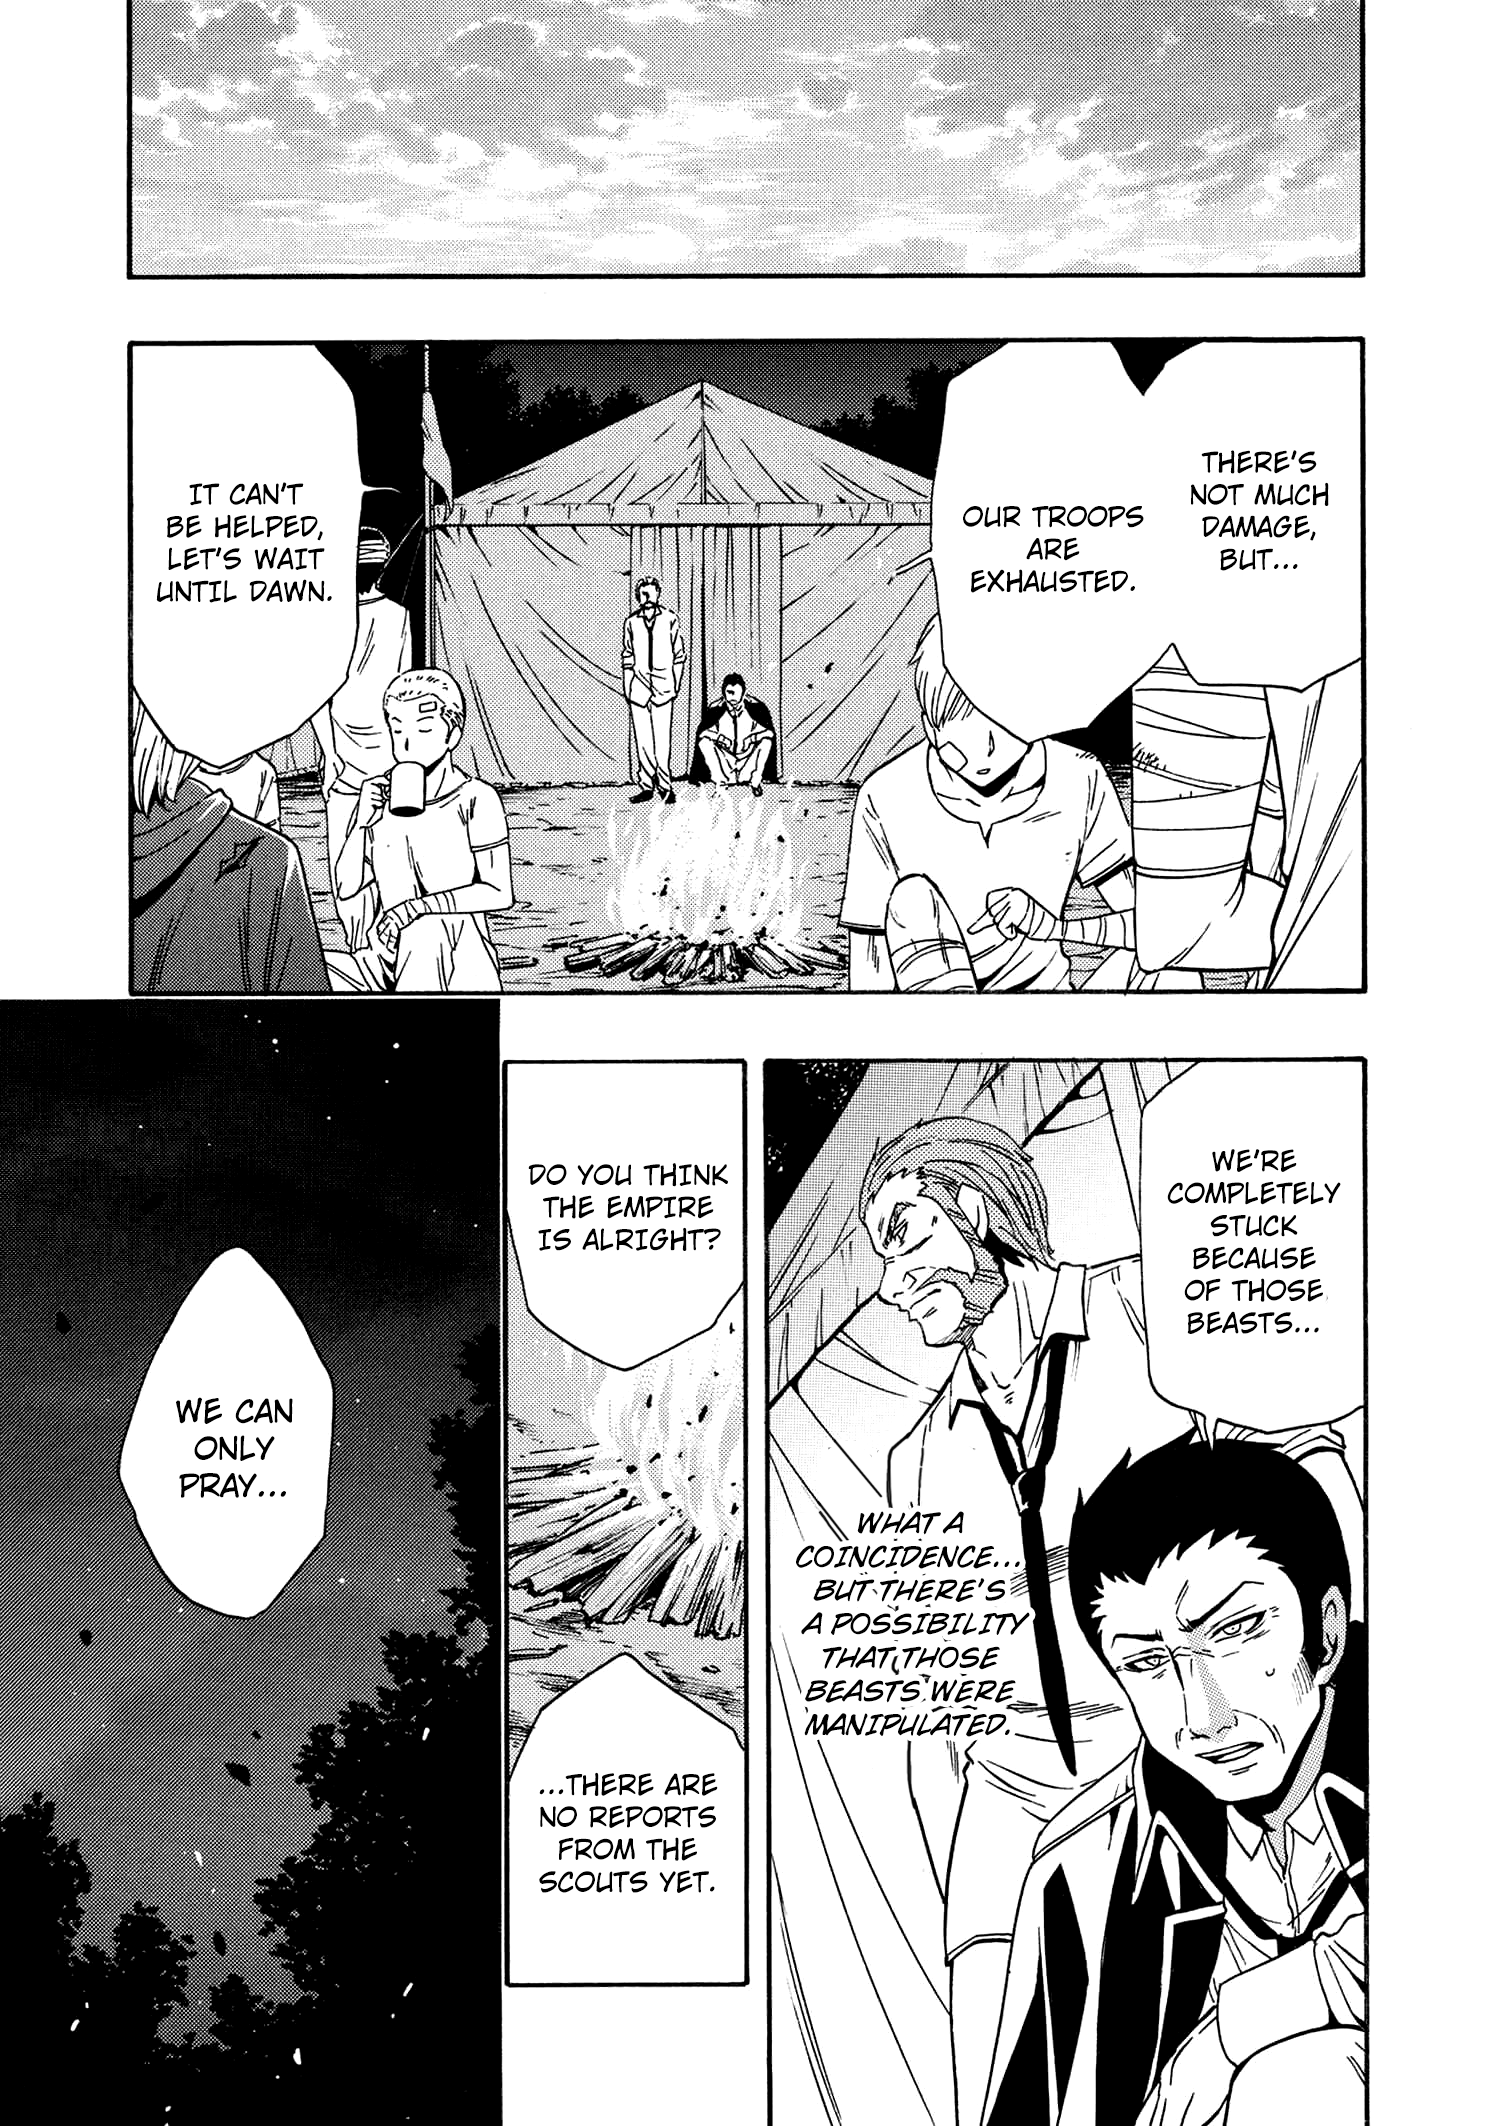 THERE'S
NOT MUCH
DAMAGE,
BUT...
OUR TROOPS
ARE
EXHAUSTED.
IT CAN'T
BE HELPED,
LET'S WAIT
UNTIL DAWN.
WE'RE
COMPLETELY
STUCK
BECAUSE
OF THOSE
BEASTS...
WHAT A
COINCIDENCE...
BUT THERE'S
A POSSIBILITY
THAT THOSE
BEASTS WERE
MANIPULATED.
DO YOU THINK
THE EMPIRE
IS ALRIGHT?
...THERE ARE
NO REPORTS
FROM THE
SCOUTS YET.
WE CAN
ONLY
PRAY...